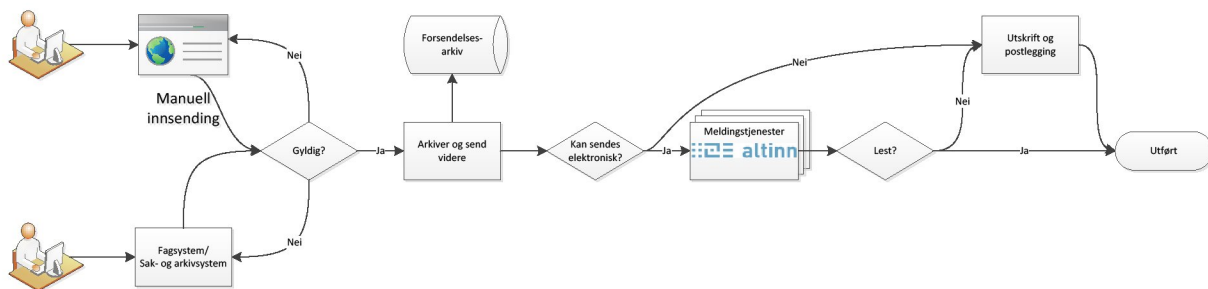 Manuell
innsending
Nei
Fagsystem/
Sak- og arkivsystem
Gyldig?
Nei
Ja
Forsendelses-
arkiv
Arkiver og send
videre
Kan sendes
elektronisk?
Nei
Ja
Meldingstjenester
altinn
Lest?
Nei
Ja
Utskrift og
postlegging
Utført